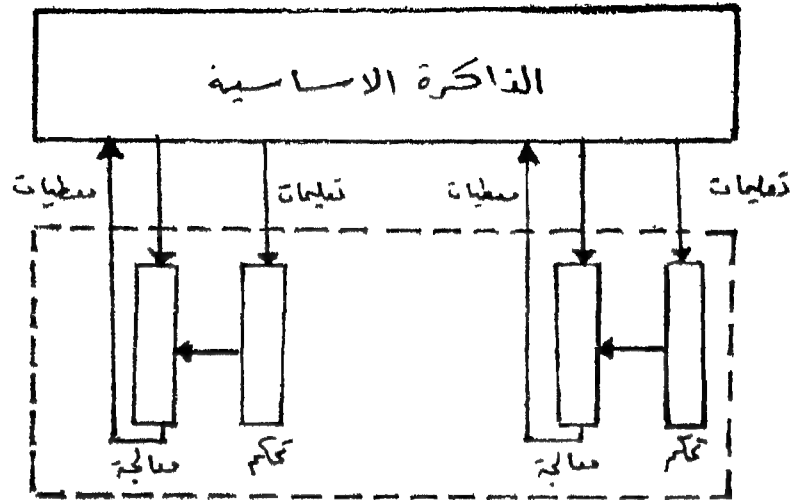 الذاكرة الاساسية
تعليمات
معطيات
تعليمات
معطيات
تحكم
معالجة
تحكم
معالجة